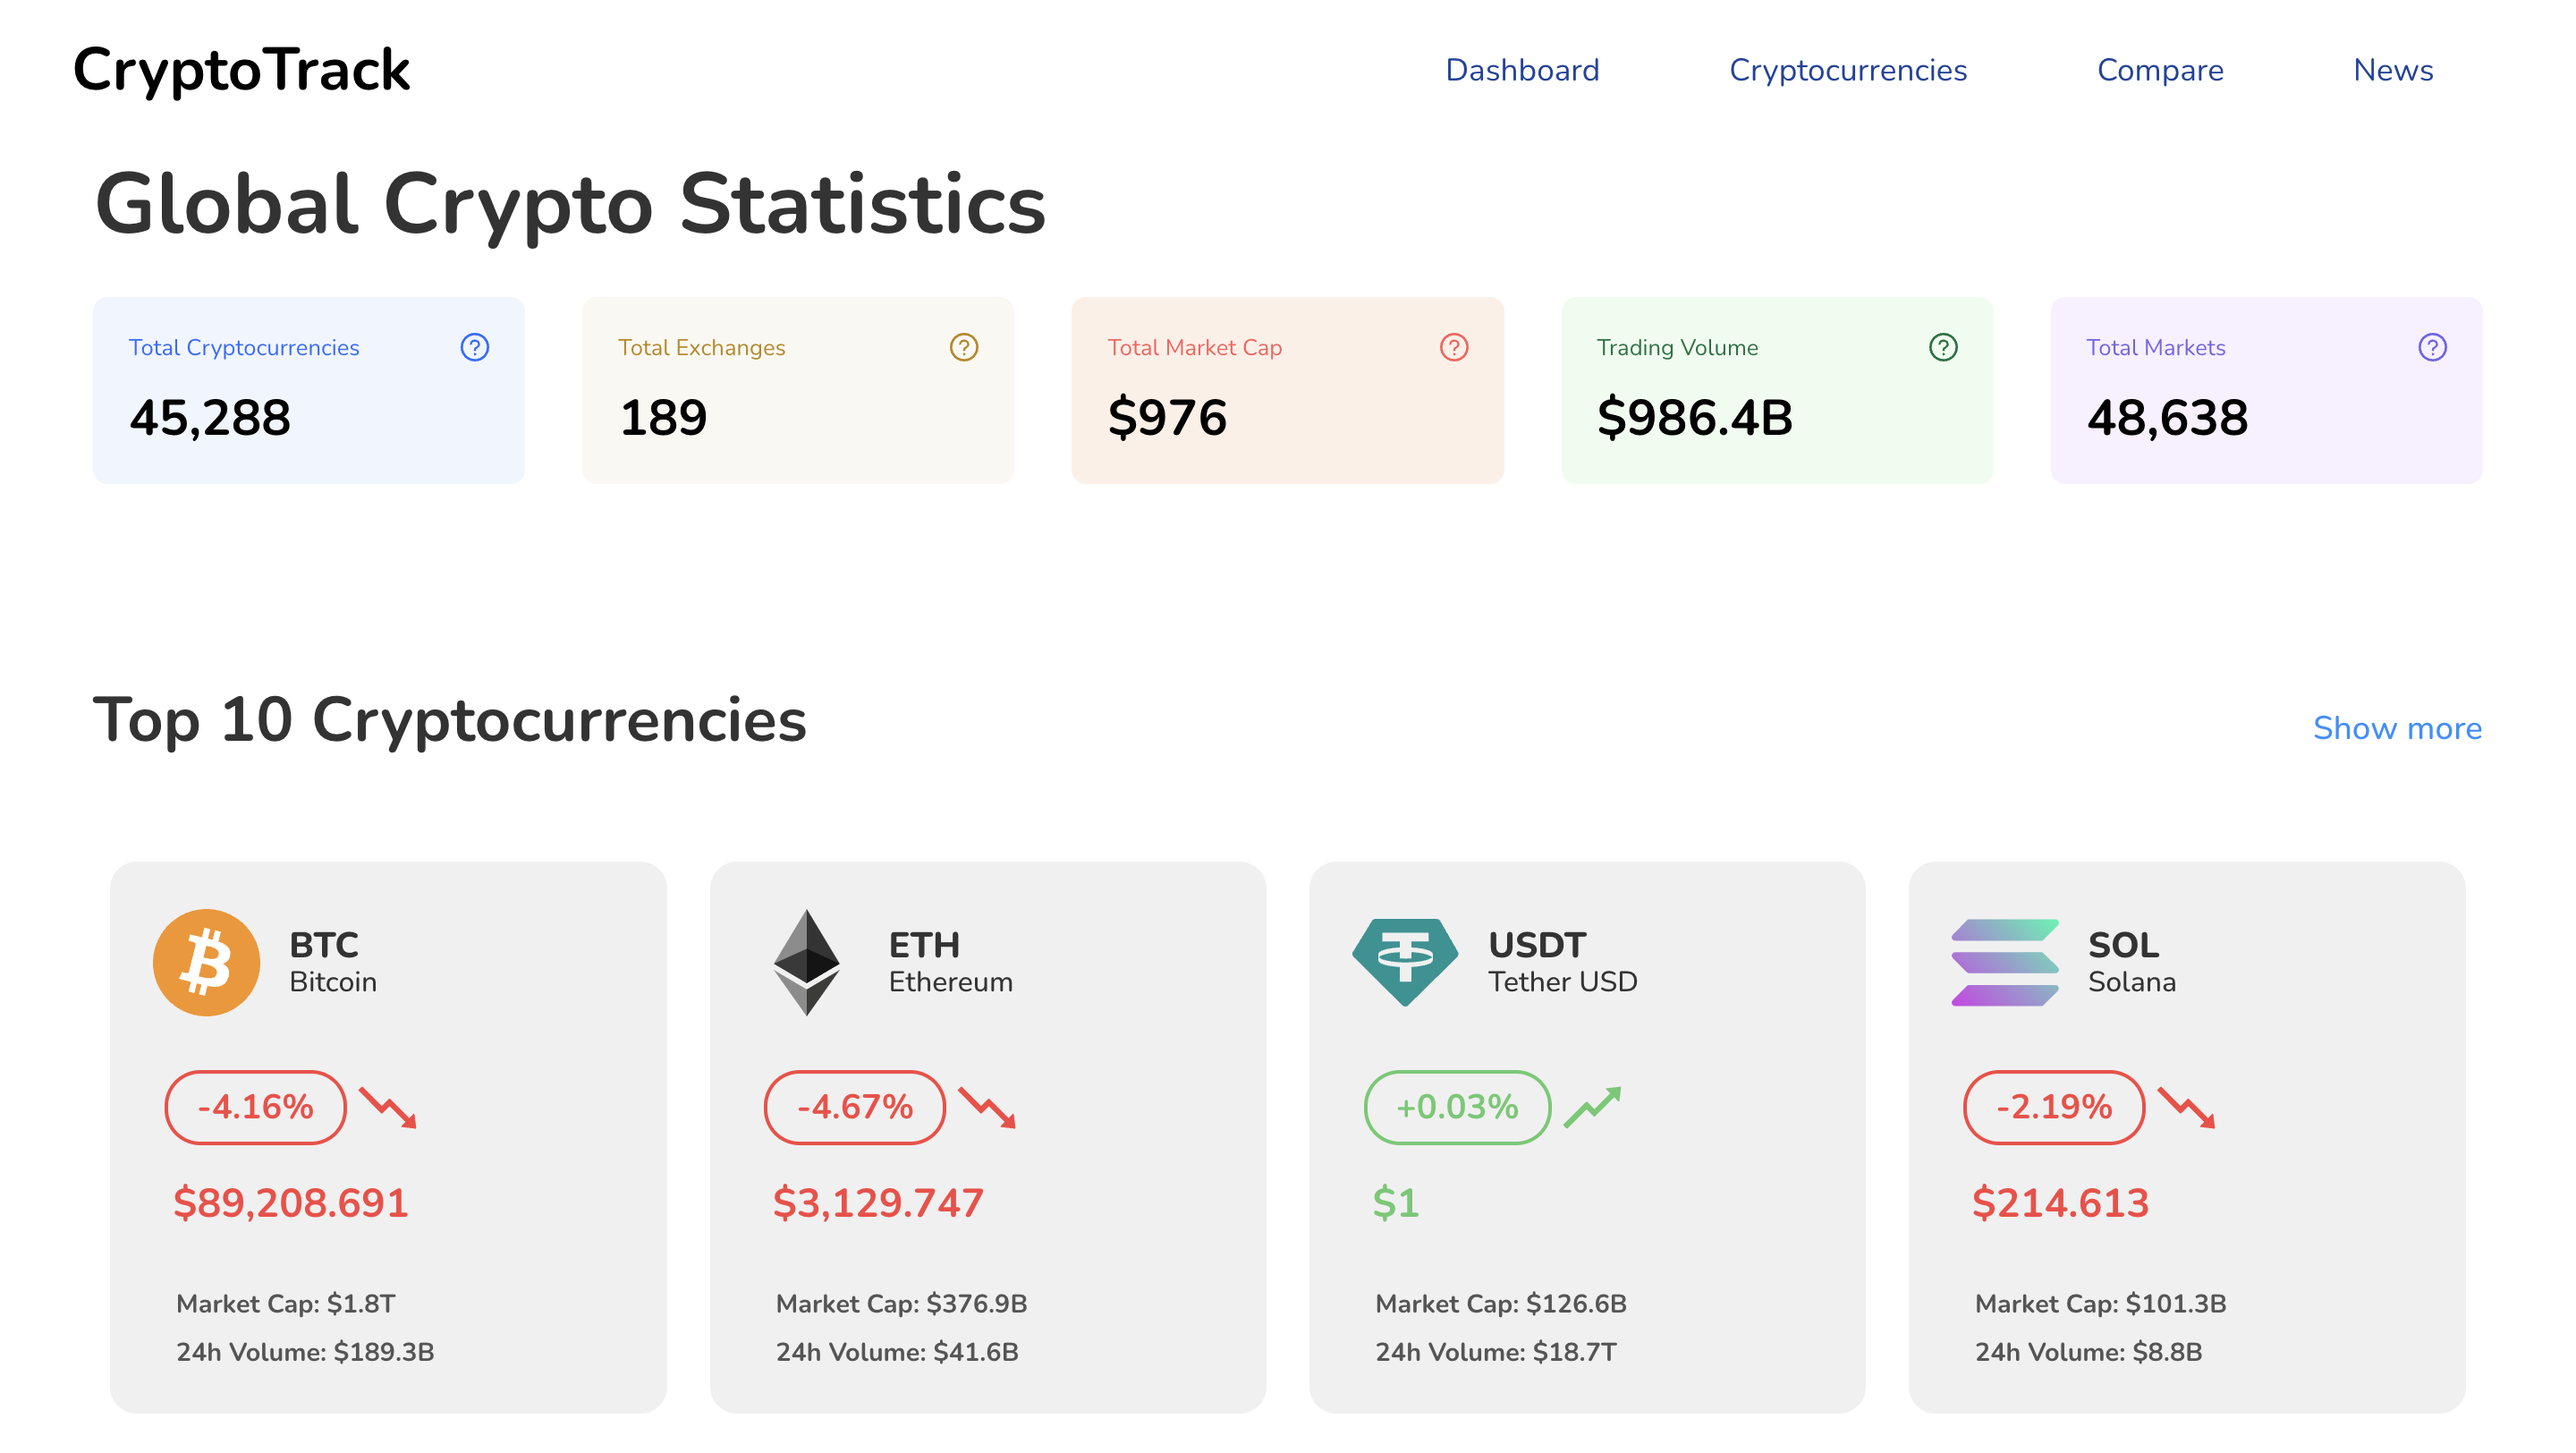 CryptoTrack
Dashboard
Cryptocurrencies
Compare
News
Global Crypto Statistics
Total Cryptocurrencies
45,288
Total Exchanges
189
Total Market Cap
$976
Trading Volume
$986.4B
Total Markets
48,638
Top 10 Cryptocurrencies
Show more
BTC
Bitcoin
-4.16%
$89,208.691
Market Cap: $1.8T
24h Volume: $189.3B
ETH
Ethereum
-4.67%
$3,129.747
Market Cap: $376.9B
24h Volume: $41.6B
USDT
Tether USD
+0.03%
$1
Market Cap: $126.6B
24h Volume: $18.7T
SOL
Solana
-2.19%
$214.613
Market Cap: $101.3B
24h Volume: $8.8B